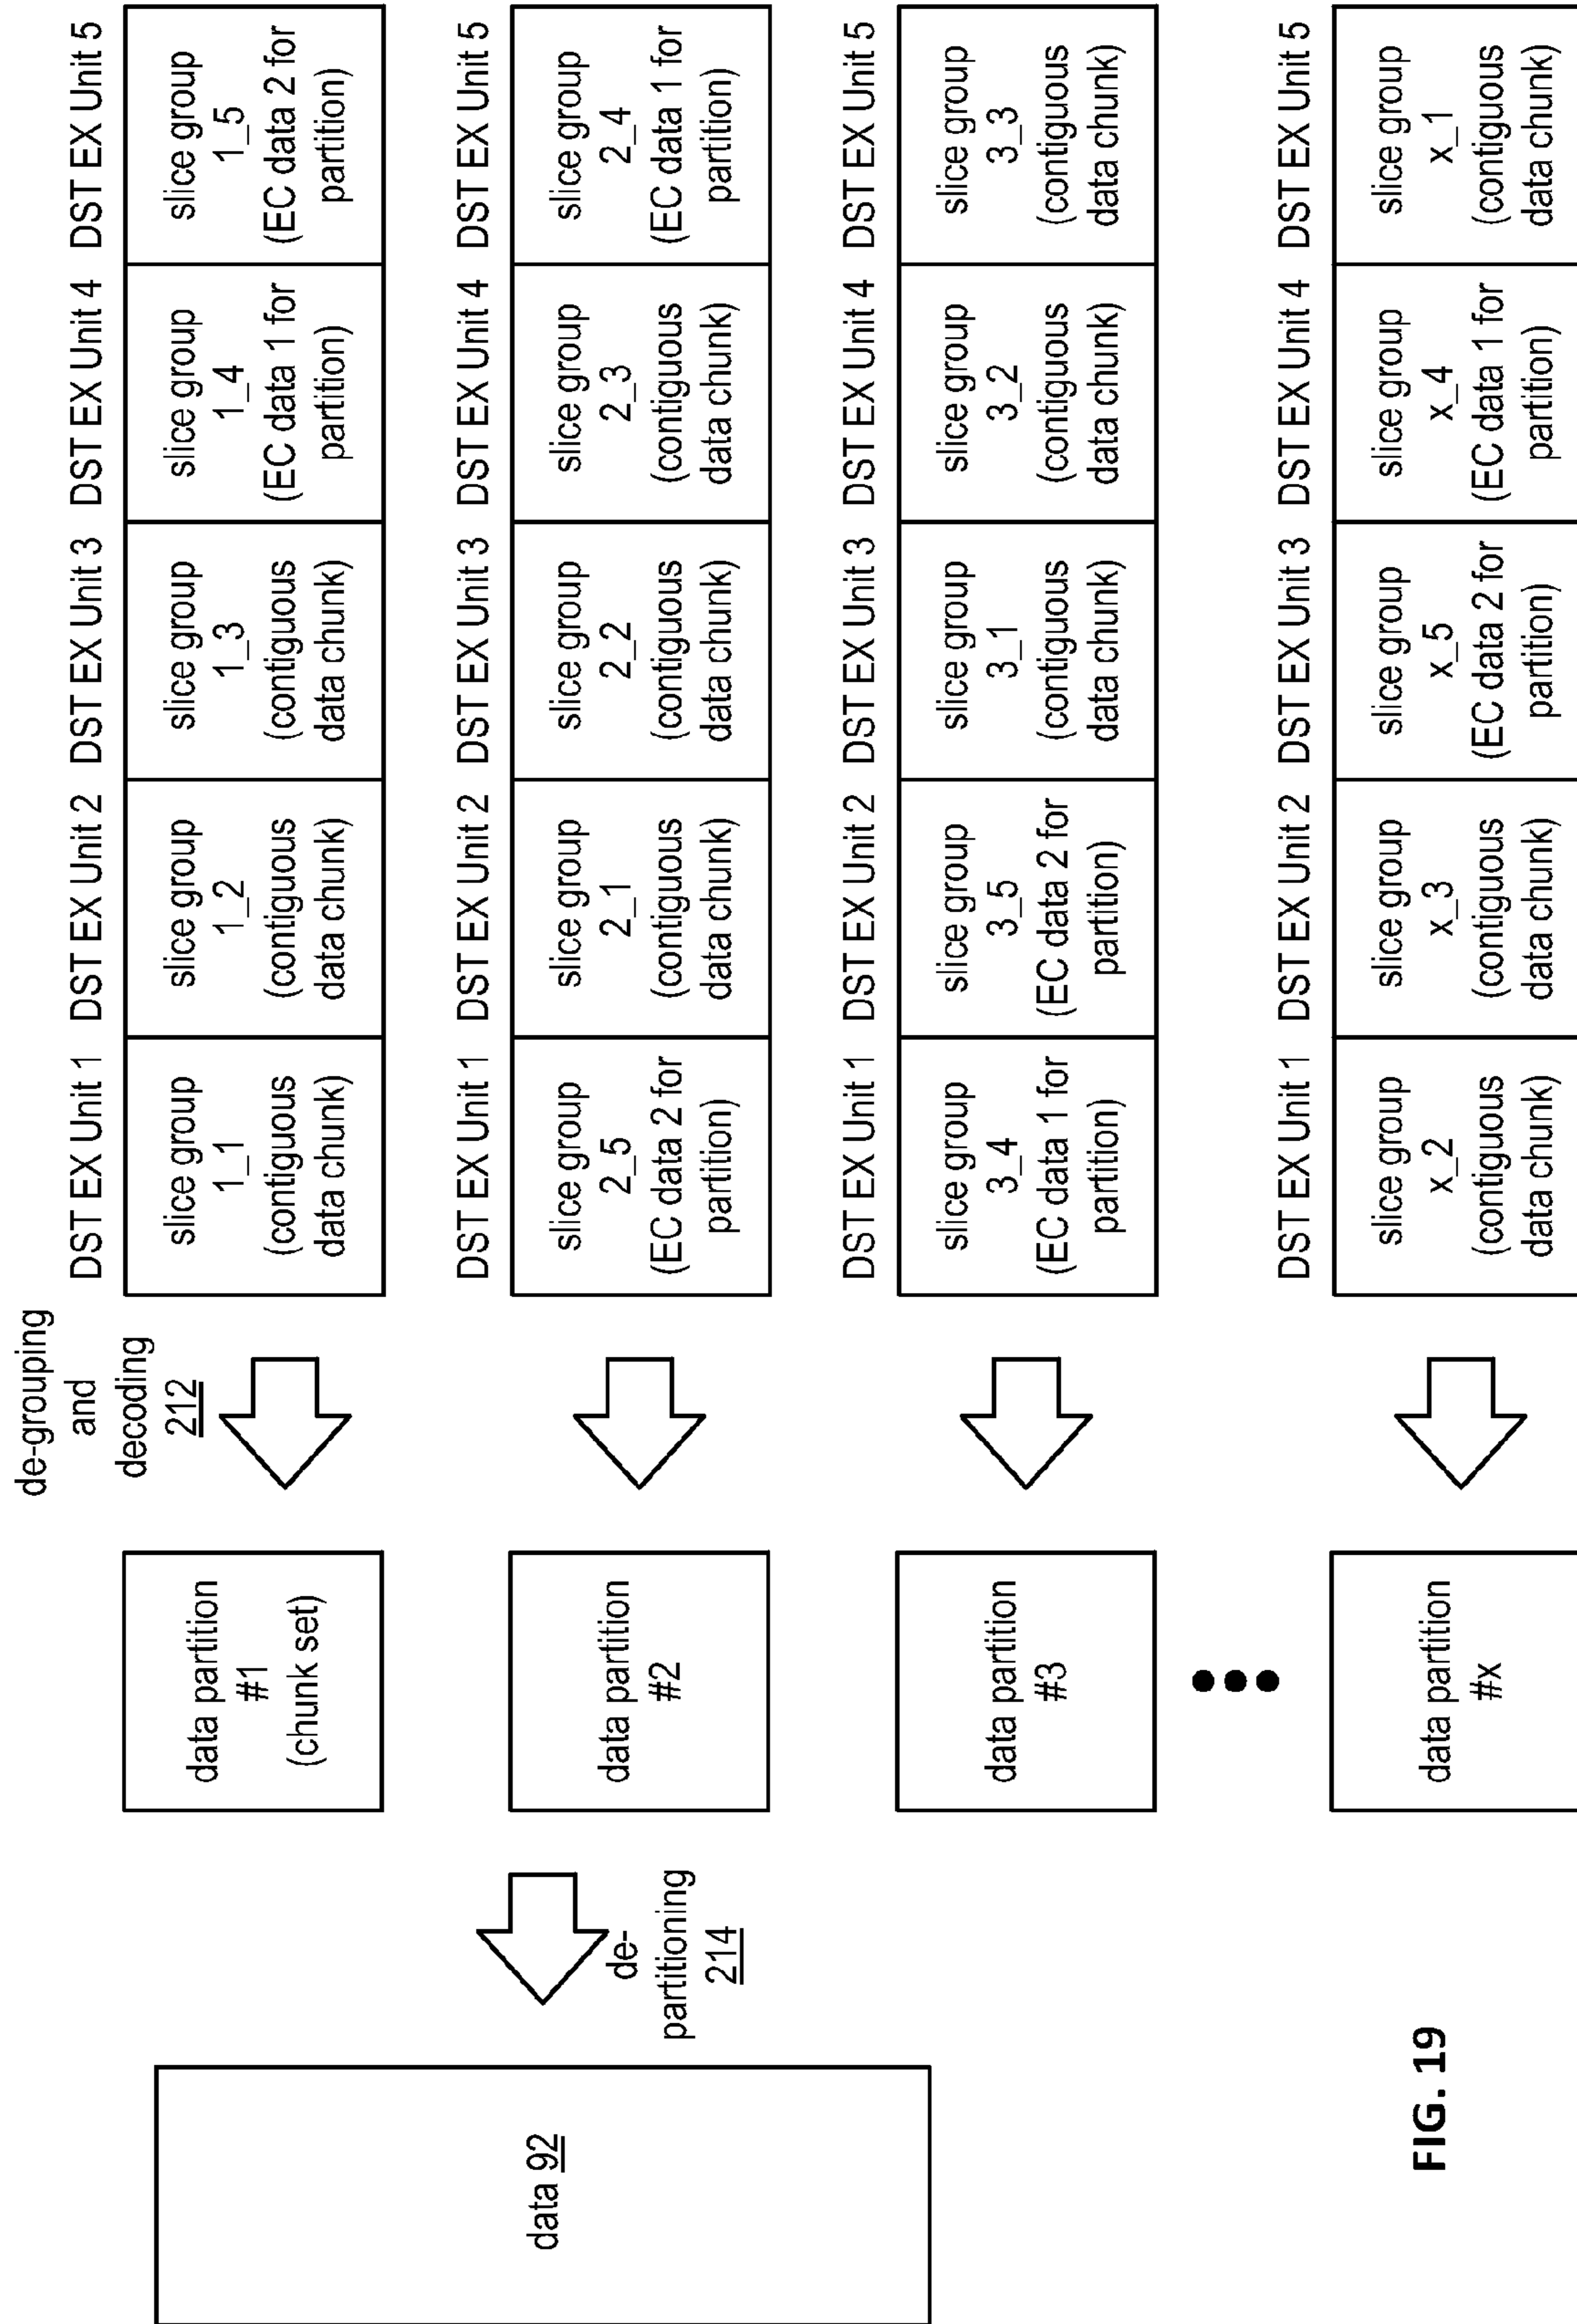 de-grouping
and
decoding
212
DST EX Unit 1
DST EX Unit 2
DST EX Unit 3
DST EX Unit 4
DST EX Unit 5
data partition
#1
(chunk set)
slice group
1_1
(contiguous
data chunk)
slice group
1_2
(contiguous
data chunk)
slice group
1_3
(contiguous
data chunk)
slice group
1_4
(EC data 1 for
partition)
slice group
1_5
(EC data 2 for
partition)
data 92
de-
partitioning
214
DST EX Unit 1
DST EX Unit 2
DST EX Unit 3
DST EX Unit 4
DST EX Unit 5
data partition
#2
slice group
2_5
(EC data 2 for
partition)
slice group
2_1
(contiguous
data chunk)
slice group
2_2
(contiguous
data chunk)
slice group
2_3
(contiguous
data chunk)
slice group
2_4
(EC data 1 for
partition)
DST EX Unit 1
DST EX Unit 2
DST EX Unit 3
DST EX Unit 4
DST EX Unit 5
data partition
#3
slice group
3_4
(EC data 1 for
partition)
slice group
3_5
(EC data 2 for
partition)
slice group
3_1
(contiguous
data chunk)
slice group
3_2
(contiguous
data chunk)
slice group
3_3
(contiguous
data chunk)
DST EX Unit 1
DST EX Unit 2
DST EX Unit 3
DST EX Unit 4
DST EX Unit 5
data partition
#x
slice group
x_2
(contiguous
data chunk)
slice group
x_3
(contiguous
data chunk)
slice group
x_5
(EC data 2 for
partition)
slice group
x_4
(EC data 1 for
partition)
slice group
x_1
(contiguous
data chunk)
FIG. 19